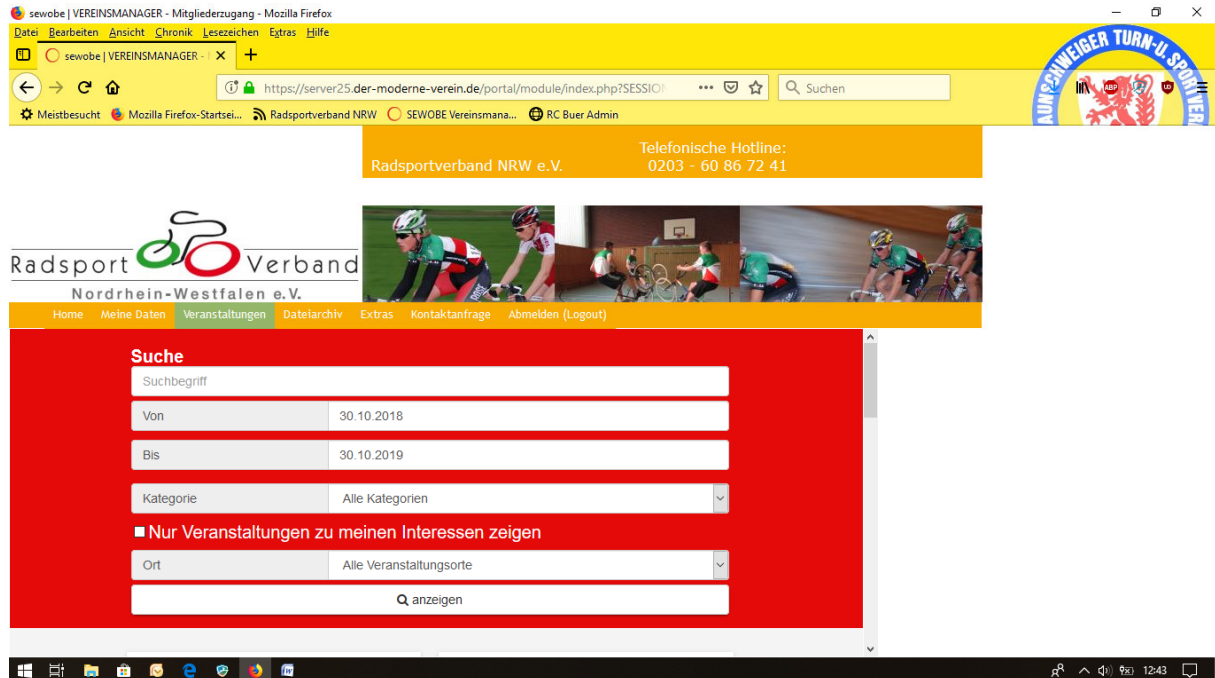 sewobe | VEREINSMANAGER - Mitgliederzugang - Mozilla Firefox
Datei Bearbeiten Ansicht Chronik Lesezeichen Extras Hilfe
sewobe | VEREINSMANAGER -
https://server25.der-moderne-verein.de/portal/module/index.php?SESSION
Suchen
Meistbesucht Mozilla Firefox-Startsei... Radsportverband NRW SEWOBE Vereinsmana... RC Buer Admin
TURN-U.
ABP
Telefonische Hotline:
Radsportverband NRW e.V. 0203 - 60 86 72 41
Radsport Verband
Nordrhein-Westfalen e.V.
Home Meine Daten Veranstaltungen Dateiarchiv Extras Kontaktanfrage Abmelden (Logout)
Suche
Suchbegriff
Von 30.10.2018
Bis 30.10.2019
Kategorie Alle Kategorien
Nur Veranstaltungen zu meinen Interessen zeigen
Ort Alle Veranstaltungsorte
anzeigen
12:43